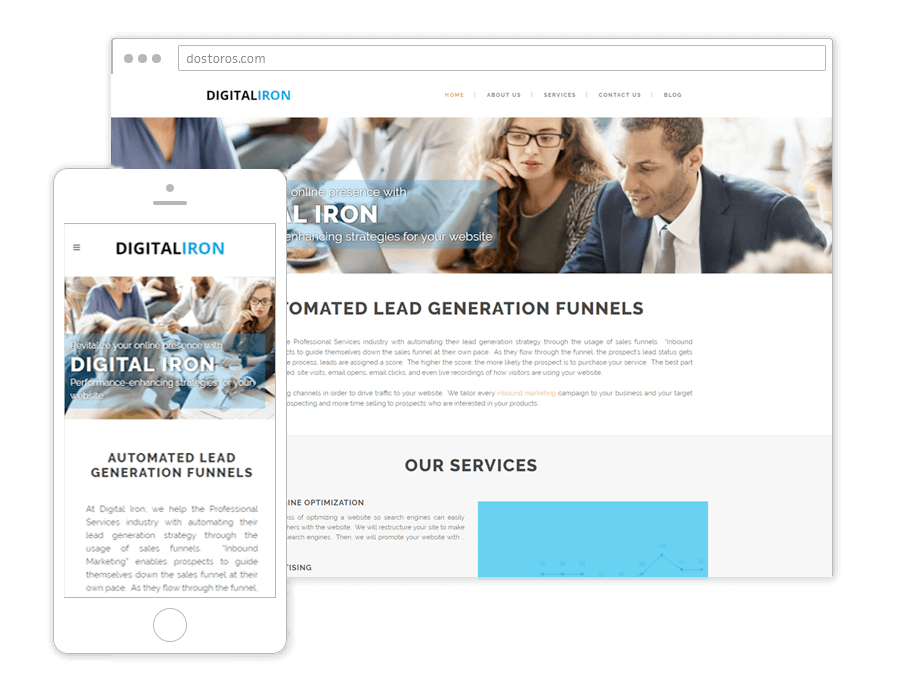 dostoros.com
DIGITALIRON
HOME | ABOUT US | SERVICES | CONTACT US | BLOG
online presence with
AL IRON
enhancing strategies for your website
TOMATED LEAD GENERATION FUNNELS
e Professional Services industry with automating their lead generation strategy through the usage of sales funnels. "Inbound
cts to guide themselves down the sales funnel at their own pace. As they flow through the funnel, the prospect's lead status gets
e process, leads are assigned a score. The higher the score, the more likely the prospect is to purchase your service. The best part
ed: site visits, email opens, email clicks, and even live recordings of how visitors are using your website.
ng channels in order to drive traffic to your website. We tailor every inbound marketing campaign to your business and your target
ospecting and more time selling to prospects who are interested in your products.
OUR SERVICES
INE OPTIMIZATION
ess of optimizing a website so search engines can easily
hers with the website. We will restructure your site to make
search engines. Then, we will promote your website with ..
TISING
DIGITALIRON
Revitalize your online presence with
DIGITAL IRON
Performance-enhancing strategies for your
website
AUTOMATED LEAD
GENERATION FUNNELS
At Digital Iron, we help the Professional
Services industry with automating their
lead generation strategy through the
usage of sales funnels. "Inbound
Marketing" enables prospects to guide
themselves down the sales funnel at their
own pace. As they flow through the funnel,